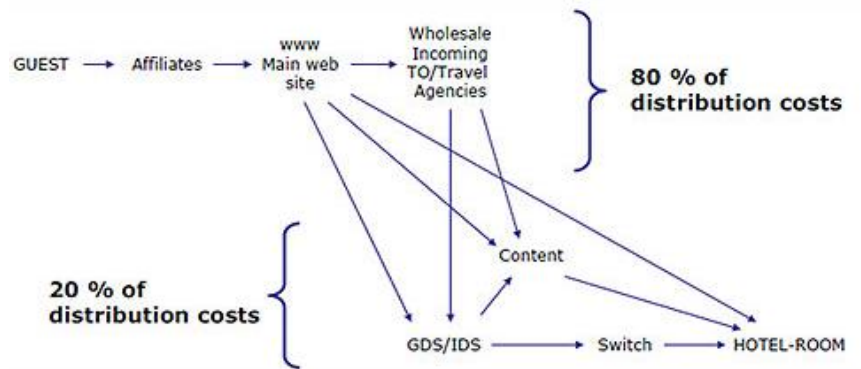 GUEST
Affiliates
www
Main web
site
Wholesale
Incoming
TO/Travel
Agencies
80 % of
distribution costs
Content
20 % of
distribution costs
GDS/IDS
Switch
HOTEL-ROOM